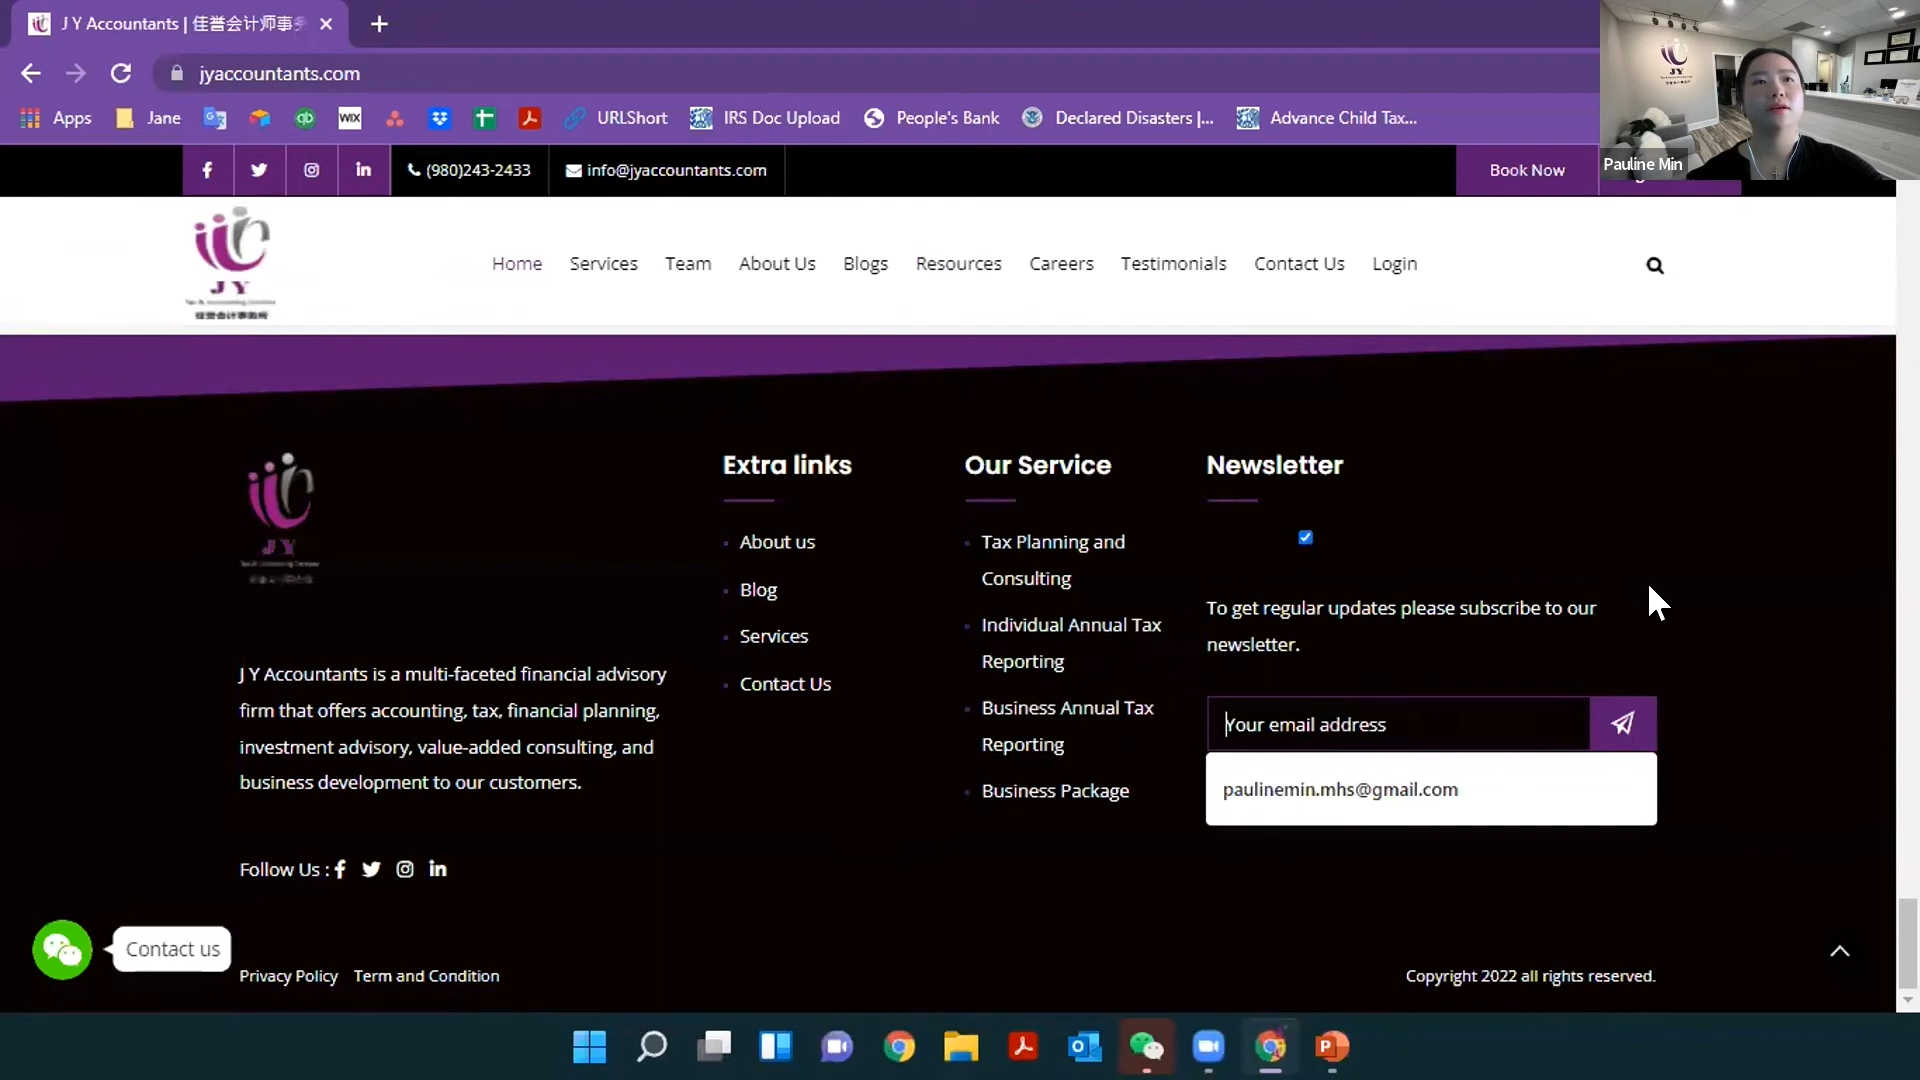 J Y Accountants | 佳誉会计师事务
jyaccountants.com
Apps
Jane
WIX
URLShort
IRS Doc Upload
People's Bank
Declared Disasters |...
Advance Child Tax...
JY
Pauline Min
(980)243-2433
info@jyaccountants.com
Book Now
JY
Home
Services
Team
About Us
Blogs
Resources
Careers
Testimonials
Contact Us
Login
JY
J Y Accountants is a multi-faceted financial advisory
firm that offers accounting, tax, financial planning,
investment advisory, value-added consulting, and
business development to our customers.
Follow Us :
Extra links
About us
Blog
Services
Contact Us
Our Service
Tax Planning and
Consulting
Individual Annual Tax
Reporting
Business Annual Tax
Reporting
Business Package
Newsletter
To get regular updates please subscribe to our
newsletter.
Your email address
paulinemin.mhs@gmail.com
Contact us
Privacy Policy
Term and Condition
Copyright 2022 all rights reserved.